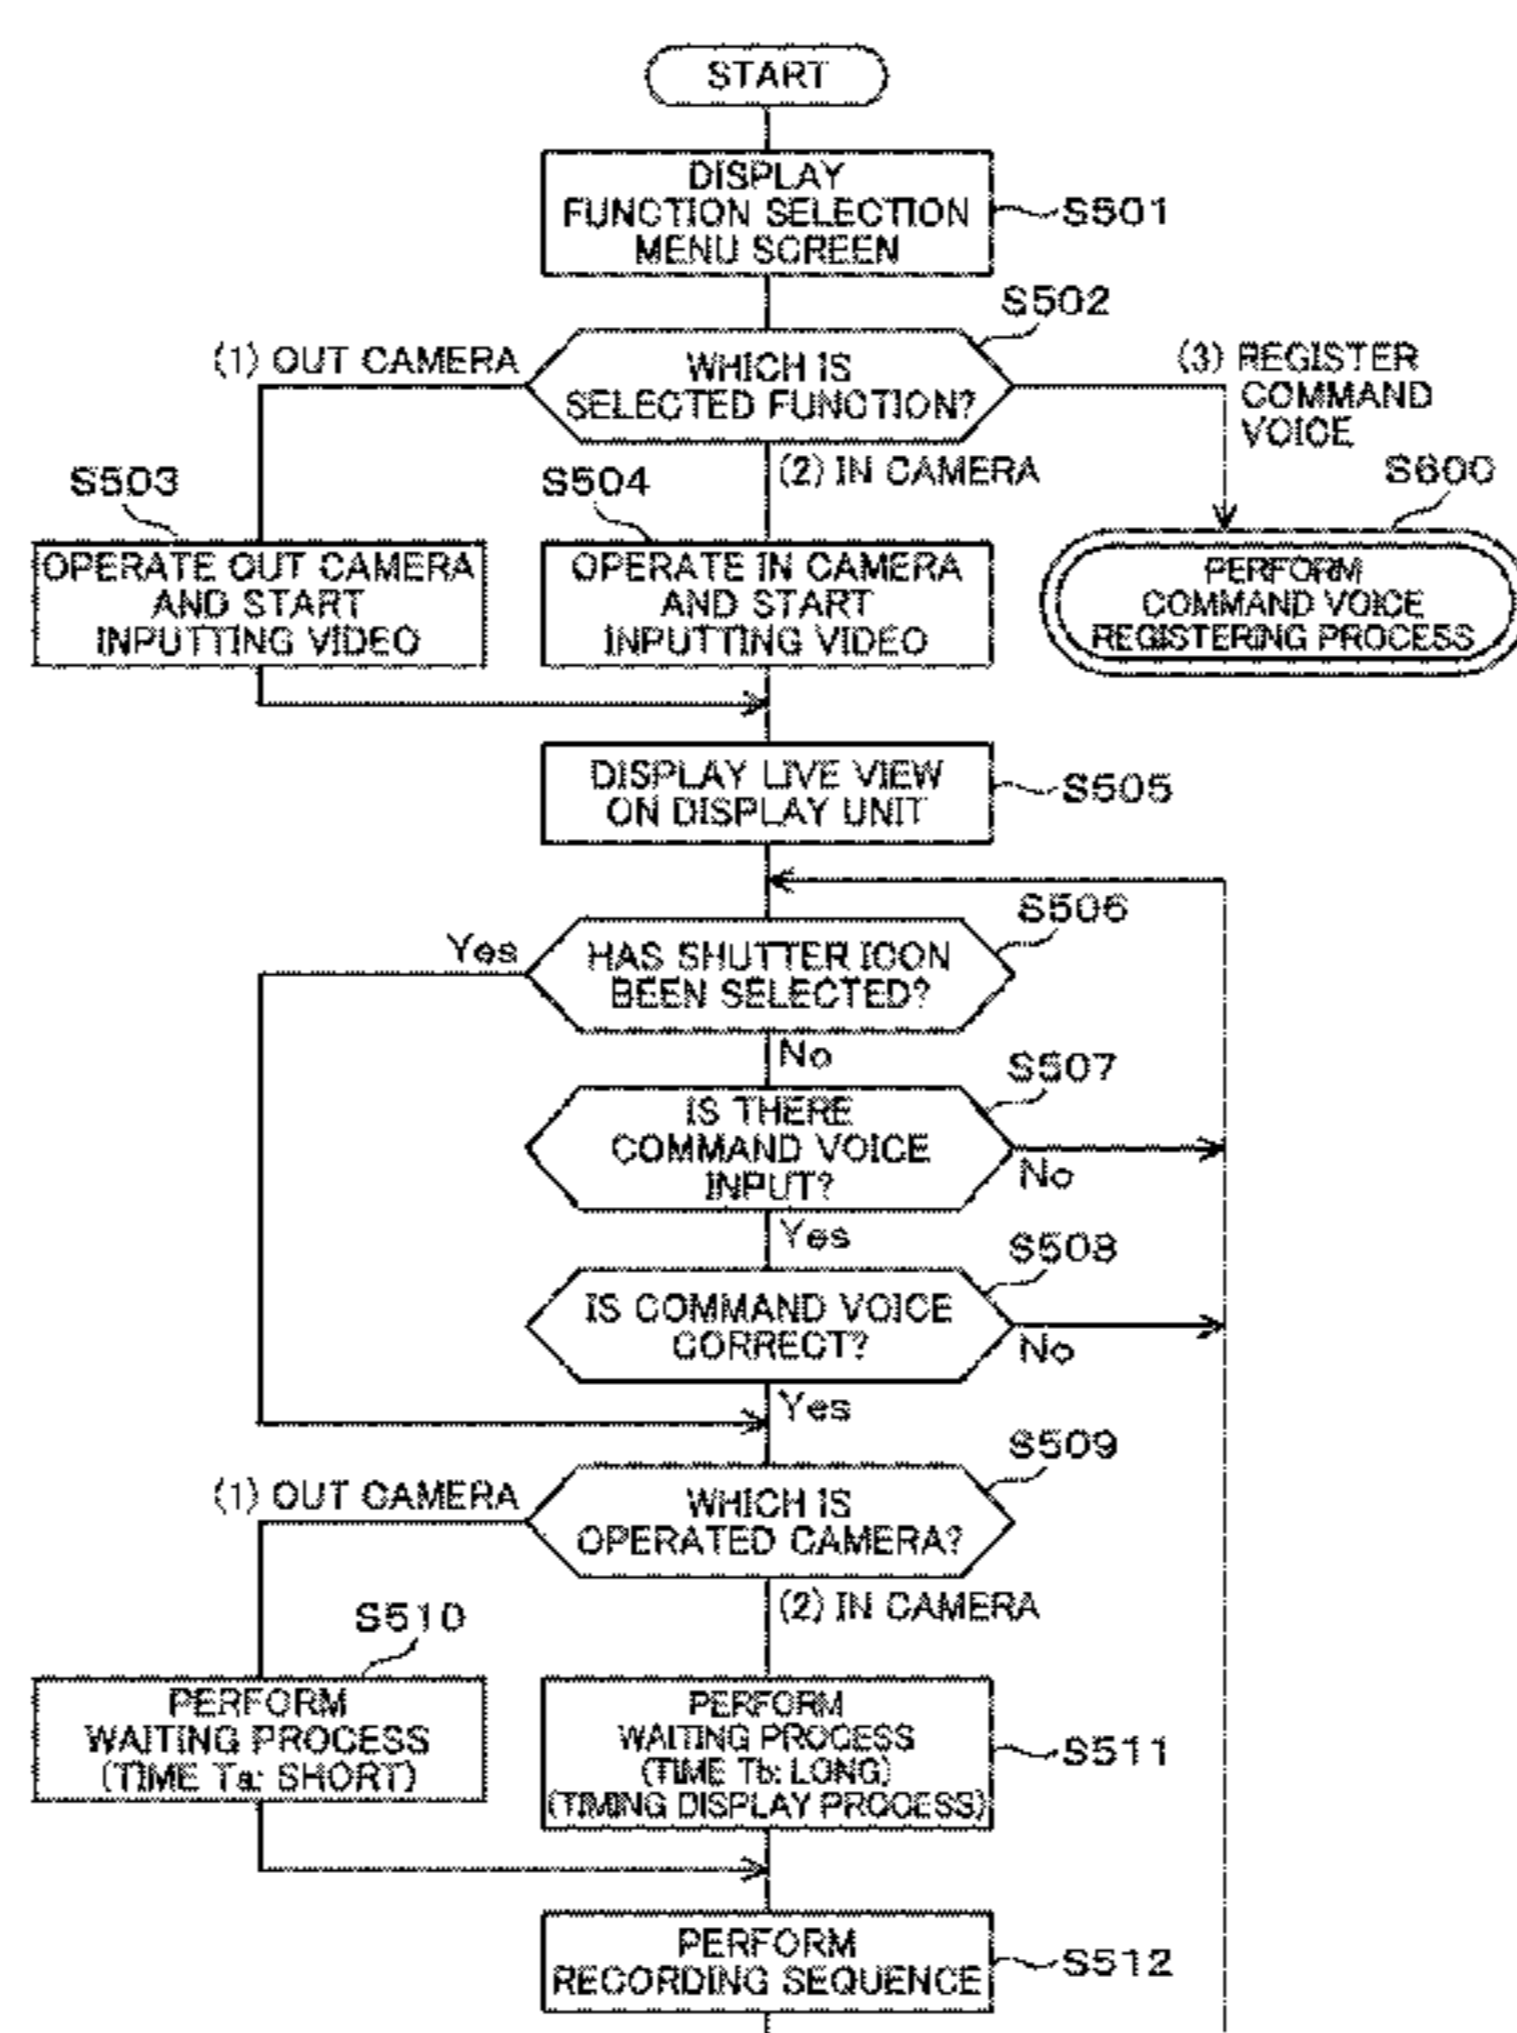 START
DISPLAY
FUNCTION SELECTION
MENU SCREEN
S501
S502
(1) OUT CAMERA
WHICH IS
SELECTED FUNCTION?
(3) REGISTER
COMMAND
VOICE
(2) IN CAMERA
S503
S504
S600
OPERATE OUT CAMERA
AND START
INPUTTING VIDEO
OPERATE IN CAMERA
AND START
INPUTTING VIDEO
PERFORM
COMMAND VOICE
REGISTERING PROCESS
DISPLAY LIVE VIEW
ON DISPLAY UNIT
S505
S506
Yes
HAS SHUTTER ICON
BEEN SELECTED?
No
S507
IS THERE
COMMAND VOICE
INPUT?
No
Yes
S508
IS COMMAND VOICE
CORRECT?
No
Yes
S509
(1) OUT CAMERA
WHICH IS
OPERATED CAMERA?
(2) IN CAMERA
S510
PERFORM
WAITING PROCESS
(TIME Ta: SHORT)
PERFORM
WAITING PROCESS
(TIME Tb: LONG)
(TIMING DISPLAY PROCESS)
S511
PERFORM
RECORDING SEQUENCE
S512